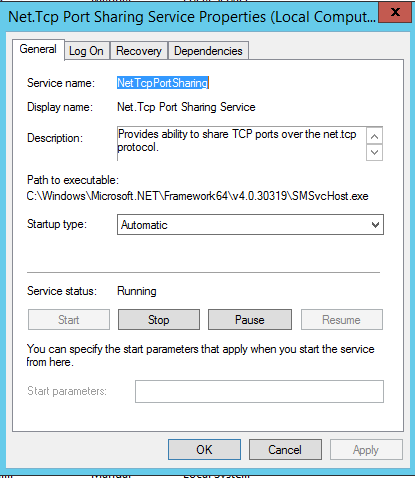 Net.Tcp Port Sharing Service Properties (Local Comput...
General
Log On
Recovery
Dependencies
Service name:
NetTcpPortSharing
Display name:
Net.Tcp Port Sharing Service
Description:
Provides ability to share TCP ports over the net.tcp
protocol.
Path to executable:
C:\Windows\Microsoft.NET\Framework64\v4.0.30319\SMSvcHost.exe
Startup type:
Automatic
Service status:
Running
Start
Stop
Pause
Resume
You can specify the start parameters that apply when you start the service
from here.
Start parameters:
OK
Cancel
Apply